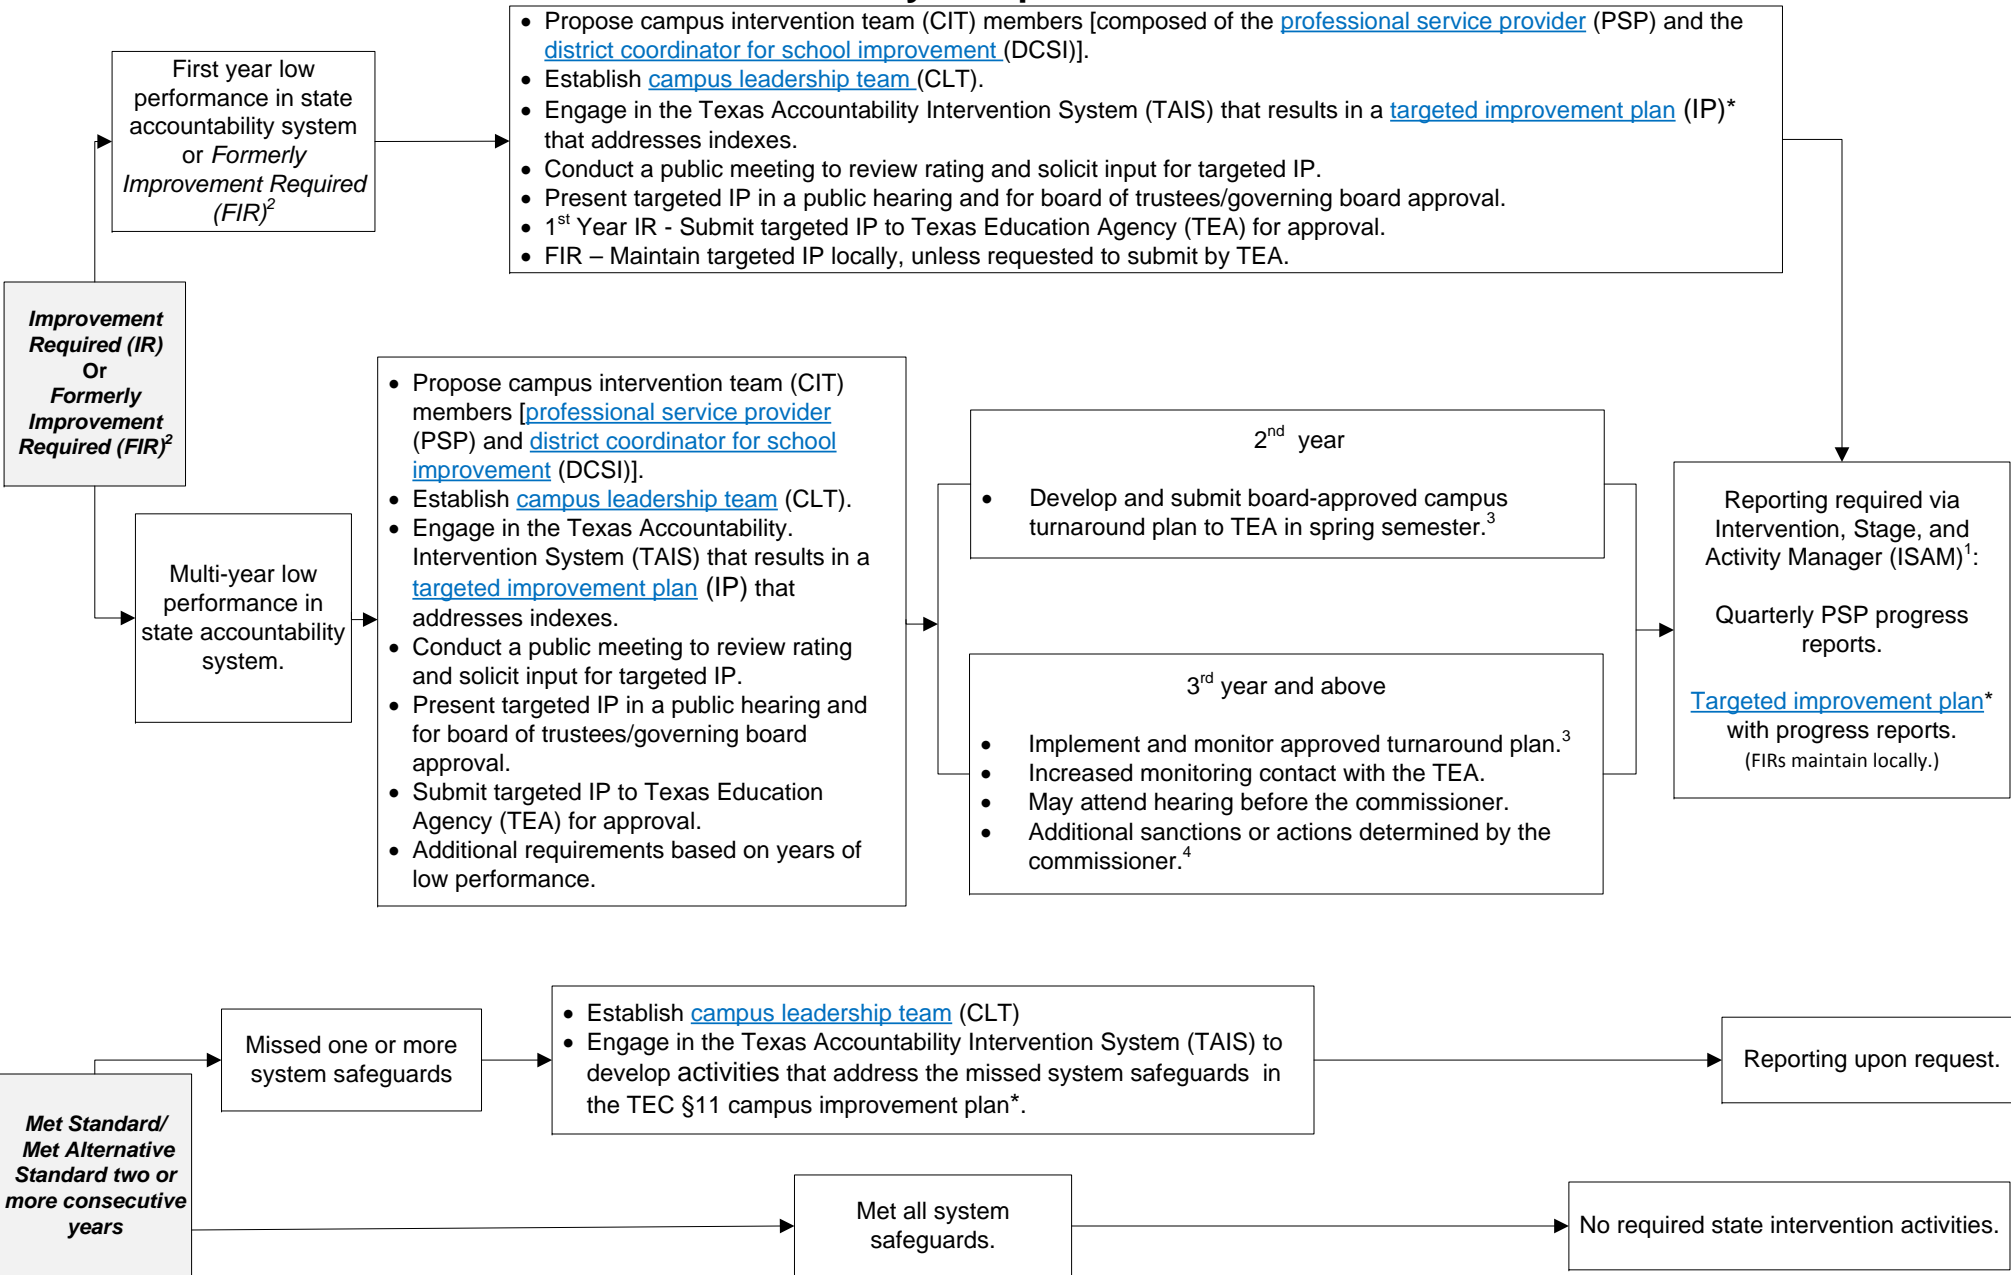 • Propose campus intervention team (CIT) members [composed of the professional service provider (PSP) and the
district coordinator for school improvement (DCSI)].
• Establish campus leadership team (CLT).
• Engage in the Texas Accountability Intervention System (TAIS) that results in a targeted improvement plan (IP)*
that addresses indexes.
• Conduct a public meeting to review rating and solicit input for targeted IP.
• Present targeted IP in a public hearing and for board of trustees/governing board approval.
• 1st Year IR - Submit targeted IP to Texas Education Agency (TEA) for approval.
• FIR – Maintain targeted IP locally, unless requested to submit by TEA.
First year low
performance in state
accountability system
or Formerly
Improvement Required
(FIR)2
Improvement
Required (IR)
Or
Formerly
Improvement
Required (FIR)2
Multi-year low
performance in
state accountability
system.
• Propose campus intervention team (CIT)
members [professional service provider
(PSP) and district coordinator for school
improvement (DCSI)].
• Establish campus leadership team (CLT).
• Engage in the Texas Accountability.
Intervention System (TAIS) that results in a
targeted improvement plan (IP) that
addresses indexes.
• Conduct a public meeting to review rating
and solicit input for targeted IP.
• Present targeted IP in a public hearing and
for board of trustees/governing board
approval.
• Submit targeted IP to Texas Education
Agency (TEA) for approval.
• Additional requirements based on years of
low performance.
2nd year
• Develop and submit board-approved campus
turnaround plan to TEA in spring semester.3
3rd year and above
• Implement and monitor approved turnaround plan.3
• Increased monitoring contact with the TEA.
• May attend hearing before the commissioner.
• Additional sanctions or actions determined by the
commissioner.4
Reporting required via
Intervention, Stage, and
Activity Manager (ISAM)1:
Quarterly PSP progress
reports.
Targeted improvement plan*
with progress reports.
(FIRs maintain locally.)
Met Standard/
Met Alternative
Standard two or
more consecutive
years
Missed one or more
system safeguards
• Establish campus leadership team (CLT)
• Engage in the Texas Accountability Intervention System (TAIS) to
develop activities that address the missed system safeguards in
the TEC §11 campus improvement plan*.
Reporting upon request.
Met all system
safeguards.
No required state intervention activities.